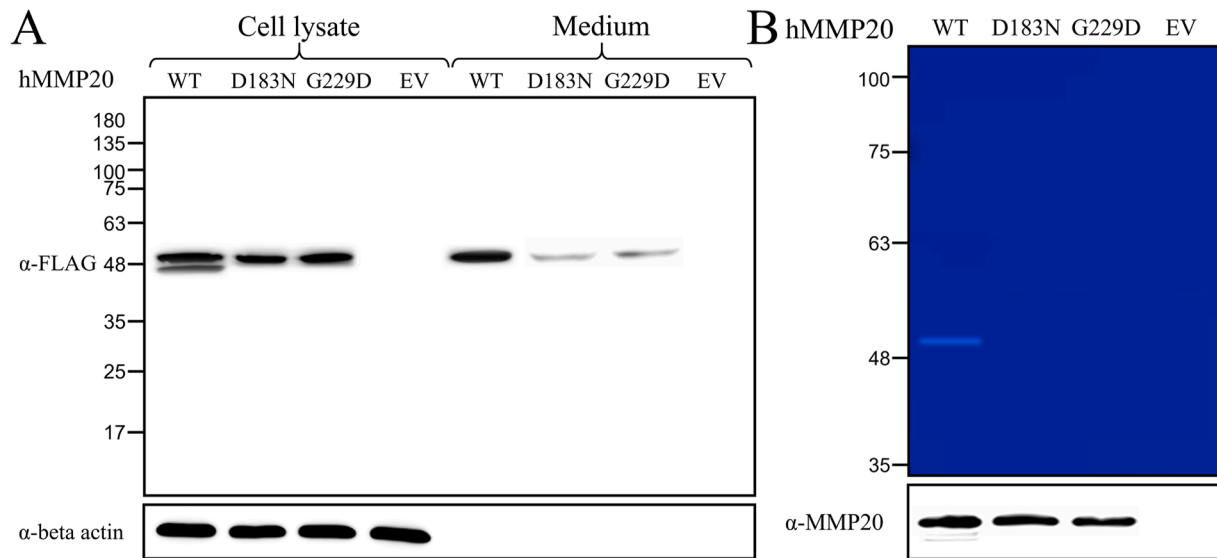 A
Cell lysate
Medium
hMMP20
WT
D183N
G229D
EV
WT
D183N
G229D
EV
180
135
100
75
63
α-FLAG
48
35
25
17
α-beta actin
B
hMMP20
WT
D183N
G229D
EV
100
75
63
48
35
α-MMP20